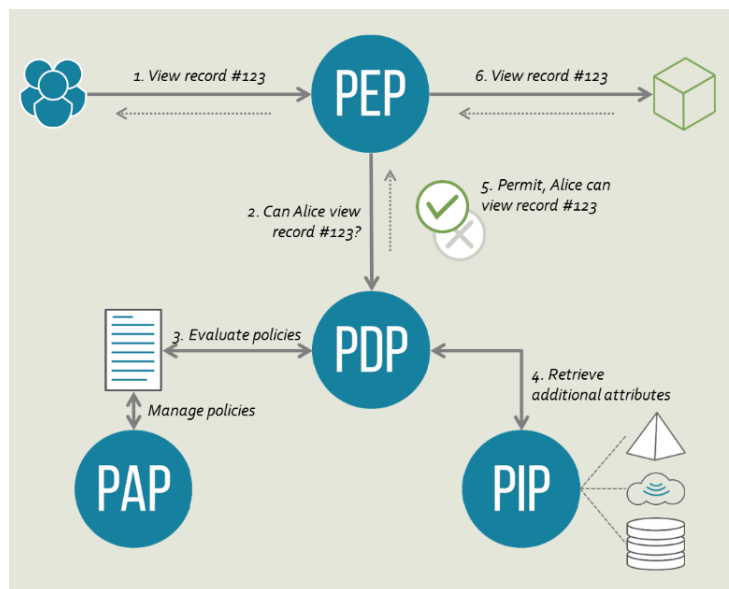 1. View record #123
PEP
6. View record #123
2. Can Alice view
record #123?
5. Permit, Alice can
view record #123
3. Evaluate policies
PDP
4. Retrieve
additional attributes
Manage policies
PAP
PIP